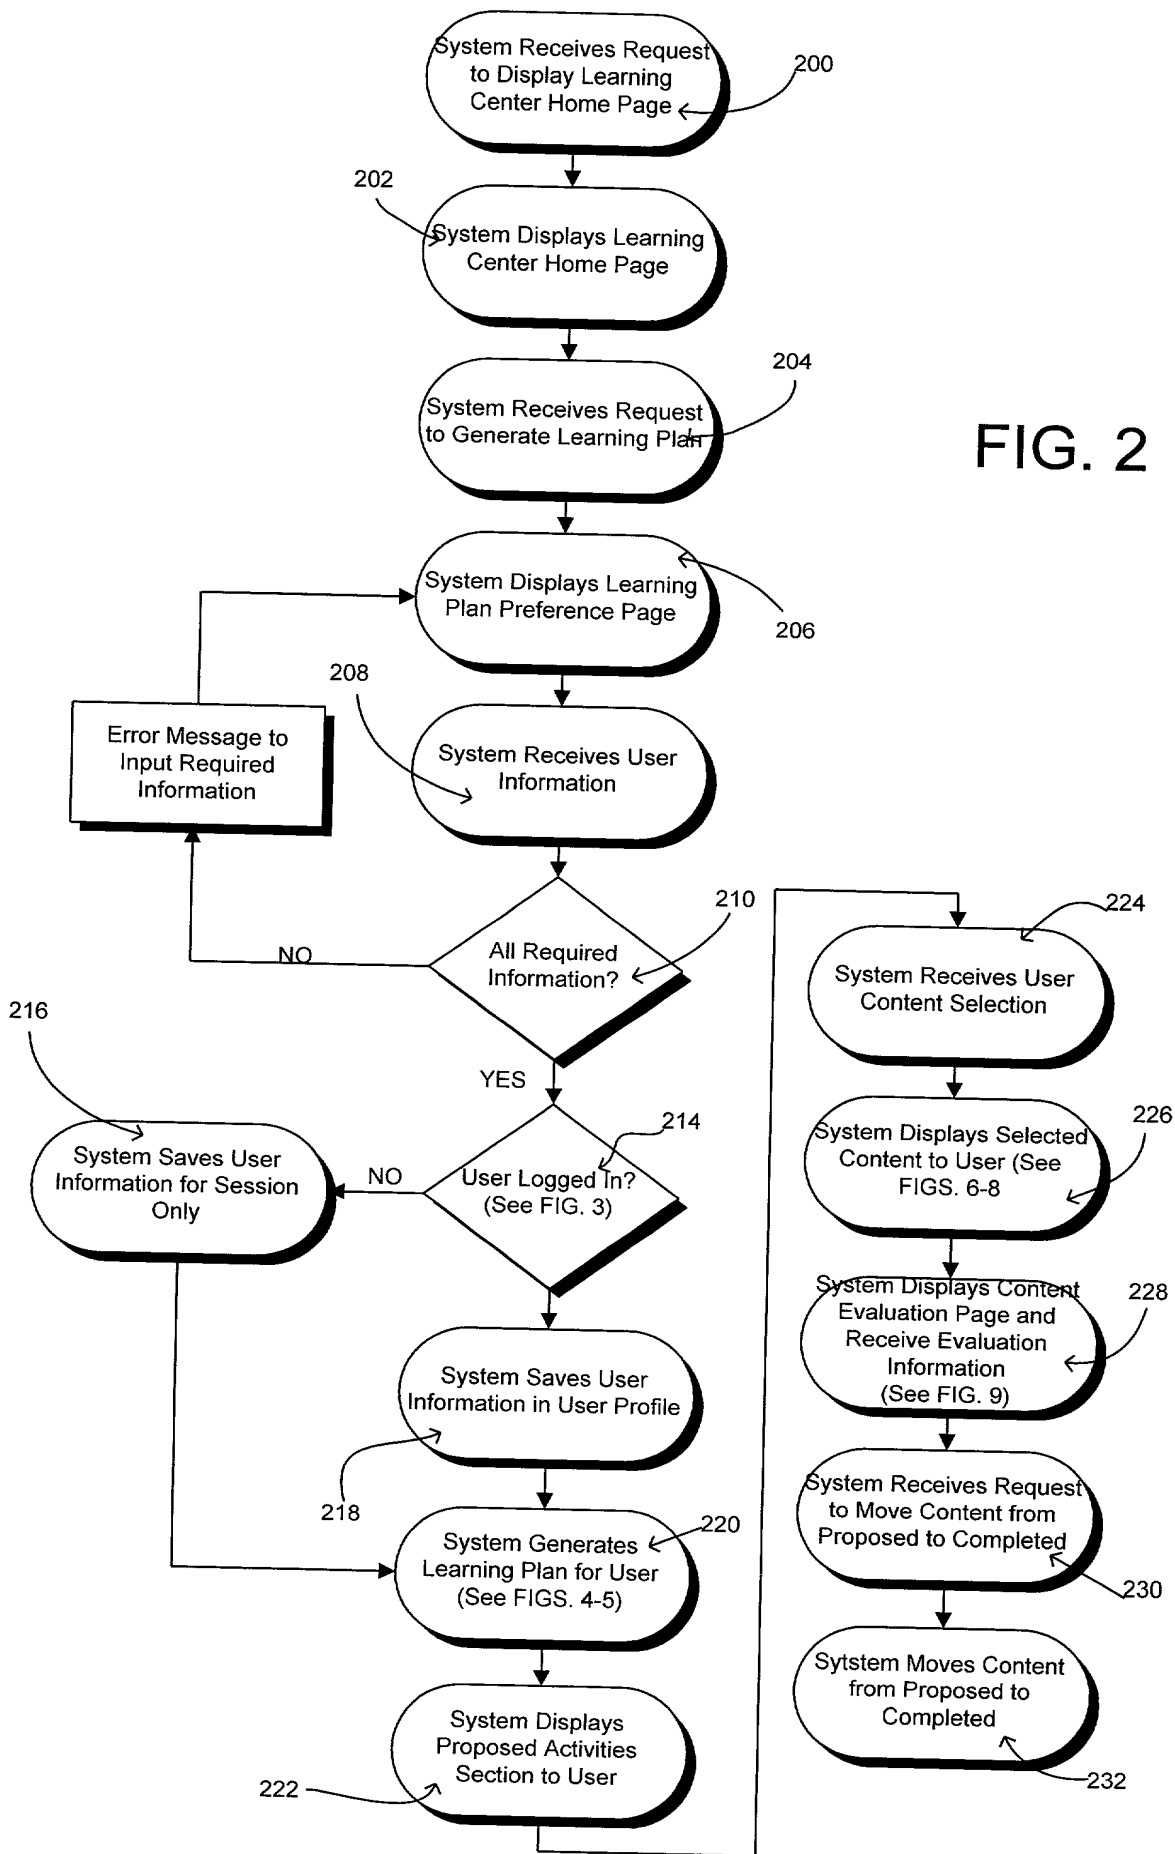 System Receives Request
to Display Learning
Center Home Page
200
202
System Displays Learning
Center Home Page
204
System Receives Request
to Generate Learning Plan
FIG. 2
System Displays Learning
Plan Preference Page
206
208
Error Message to
Input Required
Information
System Receives User
Information
210
All Required
Information?
NO
YES
216
214
System Saves User
Information for Session
Only
NO
User Logged In?
(See FIG. 3)
System Saves User
Information in User Profile
218
220
System Generates
Learning Plan for User
(See FIGS. 4-5)
System Displays
Proposed Activities
Section to User
222
224
System Receives User
Content Selection
226
System Displays Selected
Content to User (See
FIGS. 6-8
228
System Displays Content
Evaluation Page and
Receive Evaluation
Information
(See FIG. 9)
System Receives Request
to Move Content from
Proposed to Completed
230
Sytstem Moves Content
from Proposed to
Completed
232